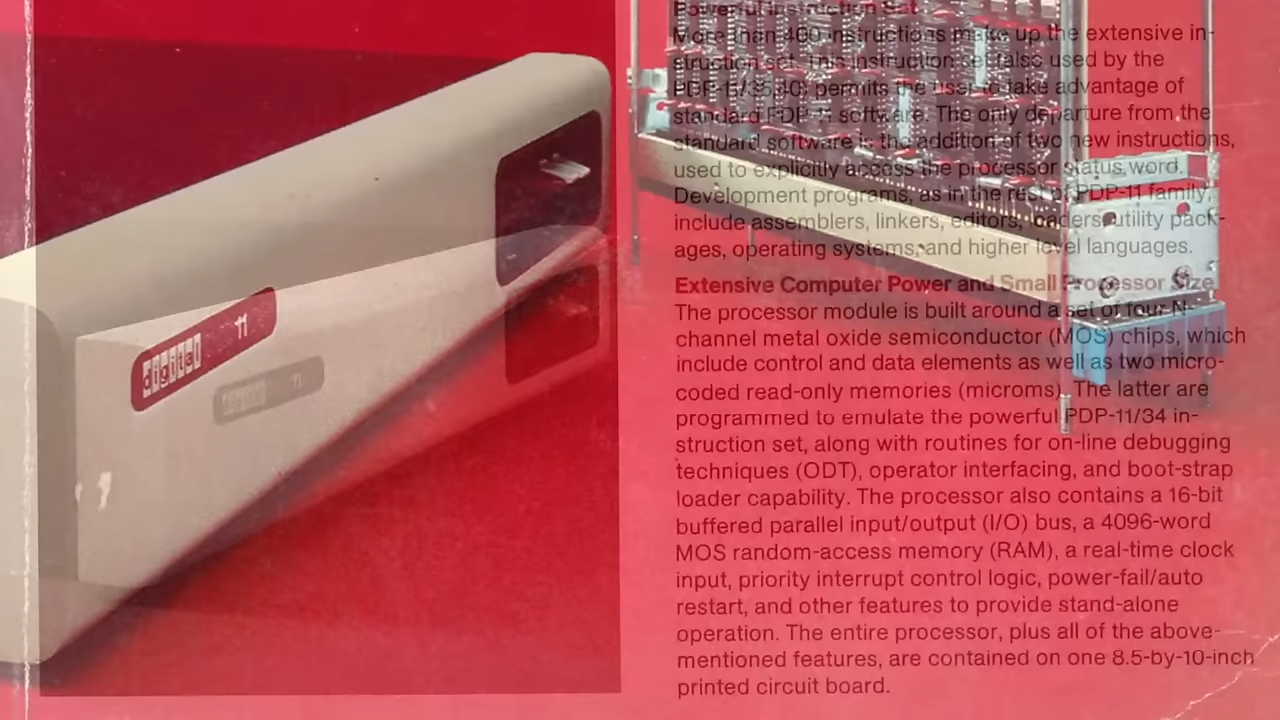 digital
11
Powerful Instruction Set
More than 400 instructions make up the extensive in-
struction set. This instruction set (also used by the
PDP-11/35,40) permits the user to take advantage of
standard PDP-11 software. The only departure from the
standard software is the addition of two new instructions,
used to explicitly access the processor status word.
Development programs, as in the rest of PDP-11 family,
include assemblers, linkers, editors, loaders, utility pack-
ages, operating systems, and higher level languages.
Extensive Computer Power and Small Processor Size
The processor module is built around a set of four N-
channel metal oxide semiconductor (MOS) chips, which
include control and data elements as well as two micro-
coded read-only memories (microms). The latter are
programmed to emulate the powerful PDP-11/34 in-
struction set, along with routines for on-line debugging
techniques (ODT), operator interfacing, and boot-strap
loader capability. The processor also contains a 16-bit
buffered parallel input/output (I/O) bus, a 4096-word
MOS random-access memory (RAM), a real-time clock
input, priority interrupt control logic, power-fail/auto
restart, and other features to provide stand-alone
operation. The entire processor, plus all of the above-
mentioned features, are contained on one 8.5-by-10-inch
printed circuit board.